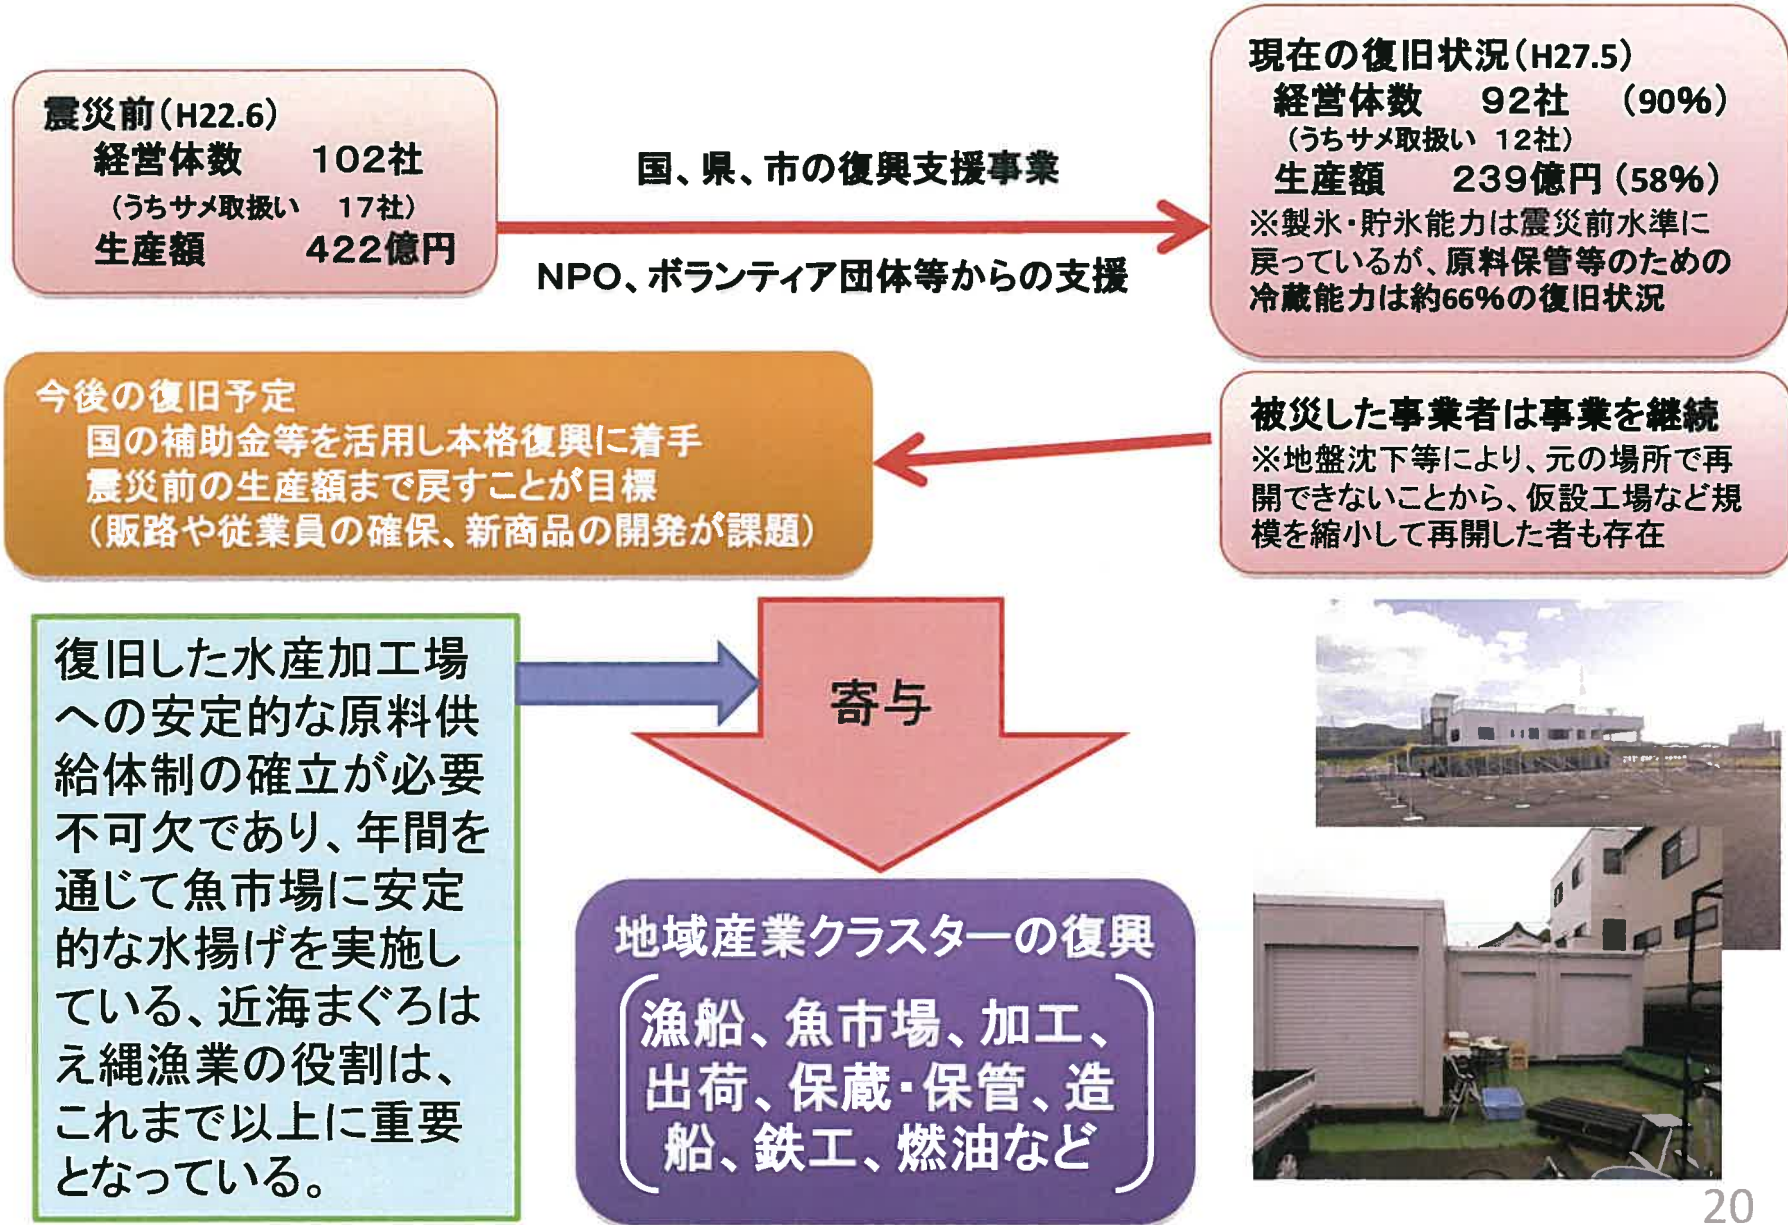 震災前(H22.6)
経営体数 102社
(うちサメ取扱い 17社)
生産額 422億円
国、県、市の復興支援事業
NPO、ボランティア団体等からの支援
現在の復旧状況(H27.5)
経営体数 92社 (90%)
(うちサメ取扱い 12社)
生産額 239億円(58%)
※製氷・貯氷能力は震災前水準に
戻っているが、原料保管等のための
冷蔵能力は約66%の復旧状況
被災した事業者は事業を継続
※地盤沈下等により、元の場所で再
開できないことから、仮設工場など規
模を縮小して再開した者も存在
今後の復旧予定
国の補助金等を活用し本格復興に着手
震災前の生産額まで戻すことが目標
(販路や従業員の確保、新商品の開発が課題)
復旧した水産加工場
への安定的な原料供
給体制の確立が必要
不可欠であり、年間を
通じて魚市場に安定
的な水揚げを実施し
ている、近海まぐろは
え縄漁業の役割は、
これまで以上に重要
となっている。
寄与
地域産業クラスターの復興
漁船、魚市場、加工、
出荷、保蔵・保管、造
船、鉄工、燃油など
20